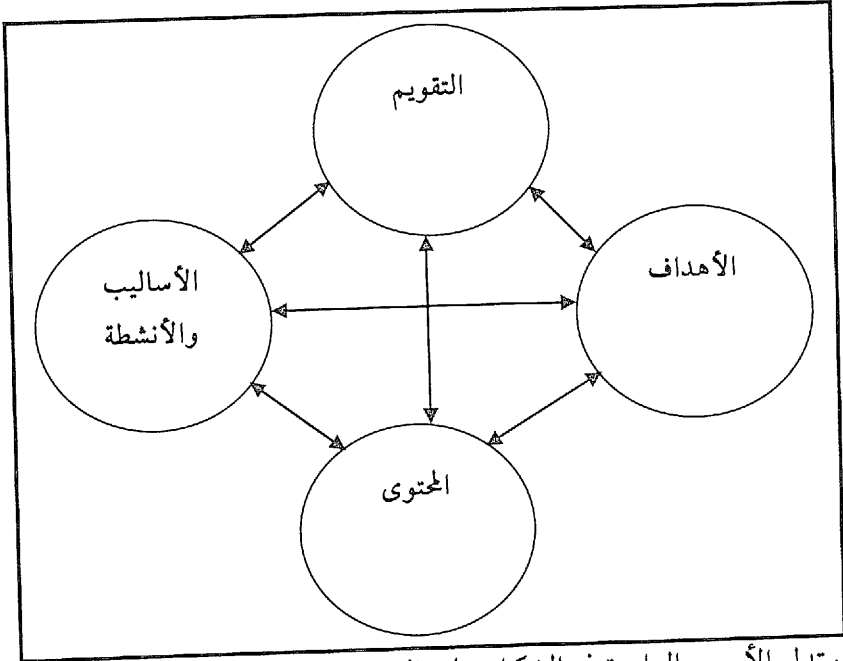 التقويم
الأهداف
الأساليب
والأنشطة
المحتوى